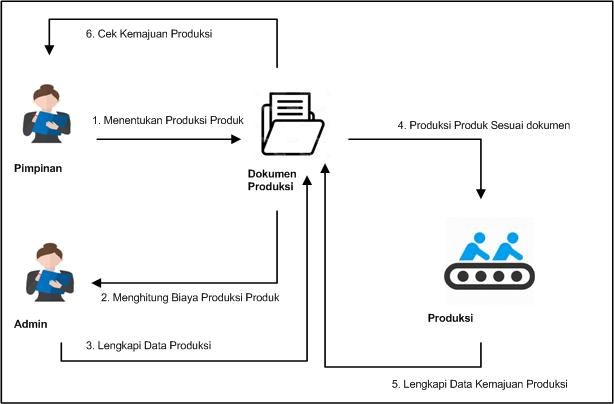 6. Cek Kemajuan Produksi
1. Menentukan Produksi Produk
4. Produksi Produk Sesuai dokumen
Pimpinan
Dokumen
Produksi
2. Menghitung Biaya Produksi Produk
Admin
Produksi
3. Lengkapi Data Produksi
5. Lengkapi Data Kemajuan Produksi